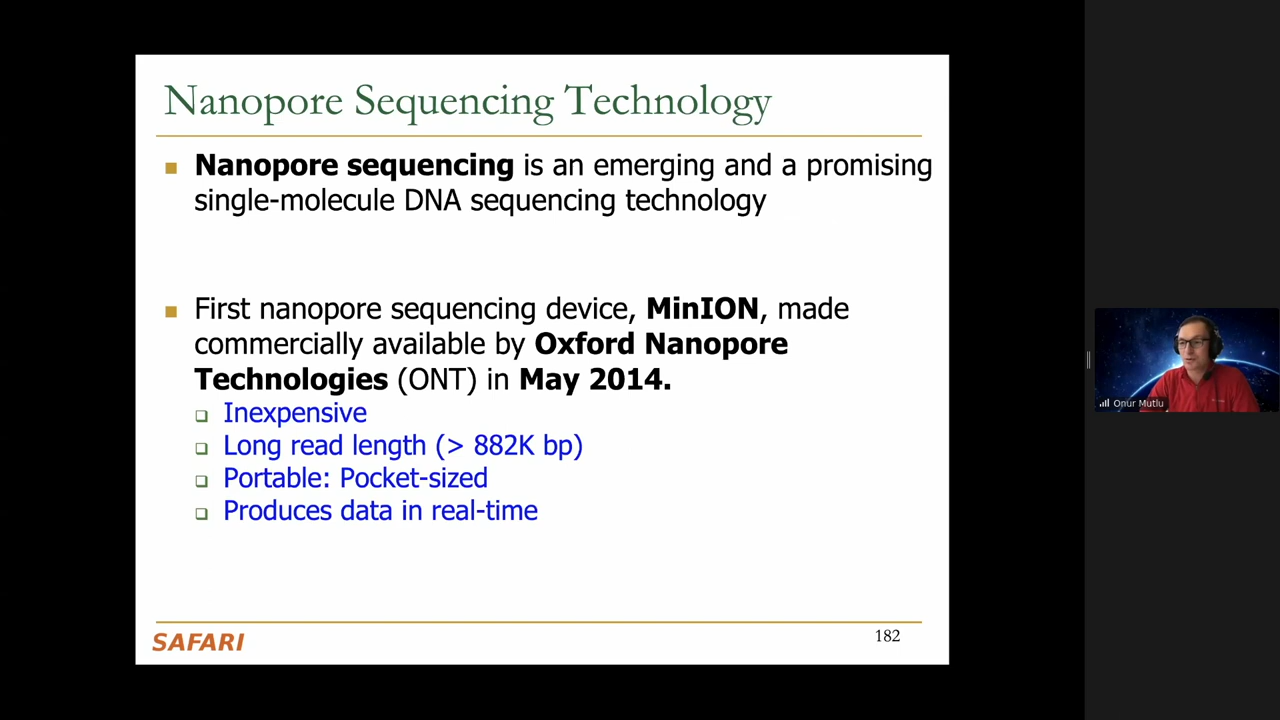 Nanopore Sequencing Technology
Nanopore sequencing is an emerging and a promising
single-molecule DNA sequencing technology
First nanopore sequencing device, MinION, made
commercially available by Oxford Nanopore
Technologies (ONT) in May 2014.
Inexpensive
Long read length (> 882K bp)
Portable: Pocket-sized
Produces data in real-time
SAFARI
182
Onur Mutlu